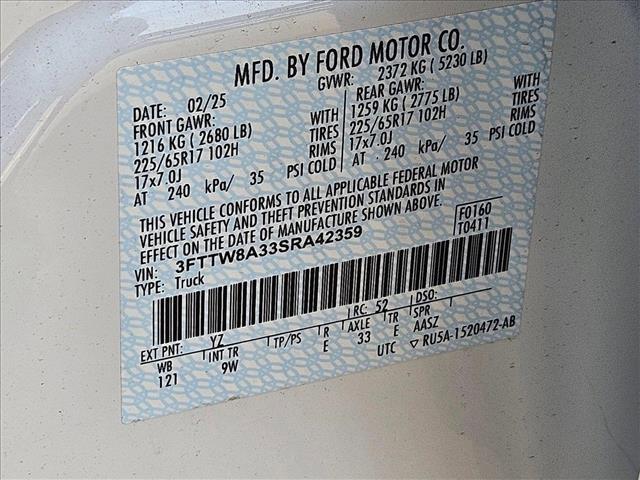 MFD. BY FORD MOTOR CO.
DATE: 02/25 GVWR: 2372 KG ( 5230 LB)
FRONT GAWR: REAR GAWR:
1216 KG ( 2680 LB) WITH 1259 KG ( 2775 LB) WITH
225/65R17 102H TIRES 225/65R17 102H TIRES
17x7.0J RIMS 17x7.0J RIMS
AT 240 kPa/ 35 PSI COLD AT 240 kPa/ 35 PSI COLD
THIS VEHICLE CONFORMS TO ALL APPLICABLE FEDERAL MOTOR
VEHICLE SAFETY AND THEFT PREVENTION STANDARDS IN
EFFECT ON THE DATE OF MANUFACTURE SHOWN ABOVE.
VIN: 3FTTW8A33SRA42359 F0160
TYPE: Truck T0411
EXT PNT: YZ RC: 52 DSO:
WB INT TR TP/PS R AXLE TR SPR
121 9W E 33 E AASZ
UTC ▽ RU5A-1520472-AB